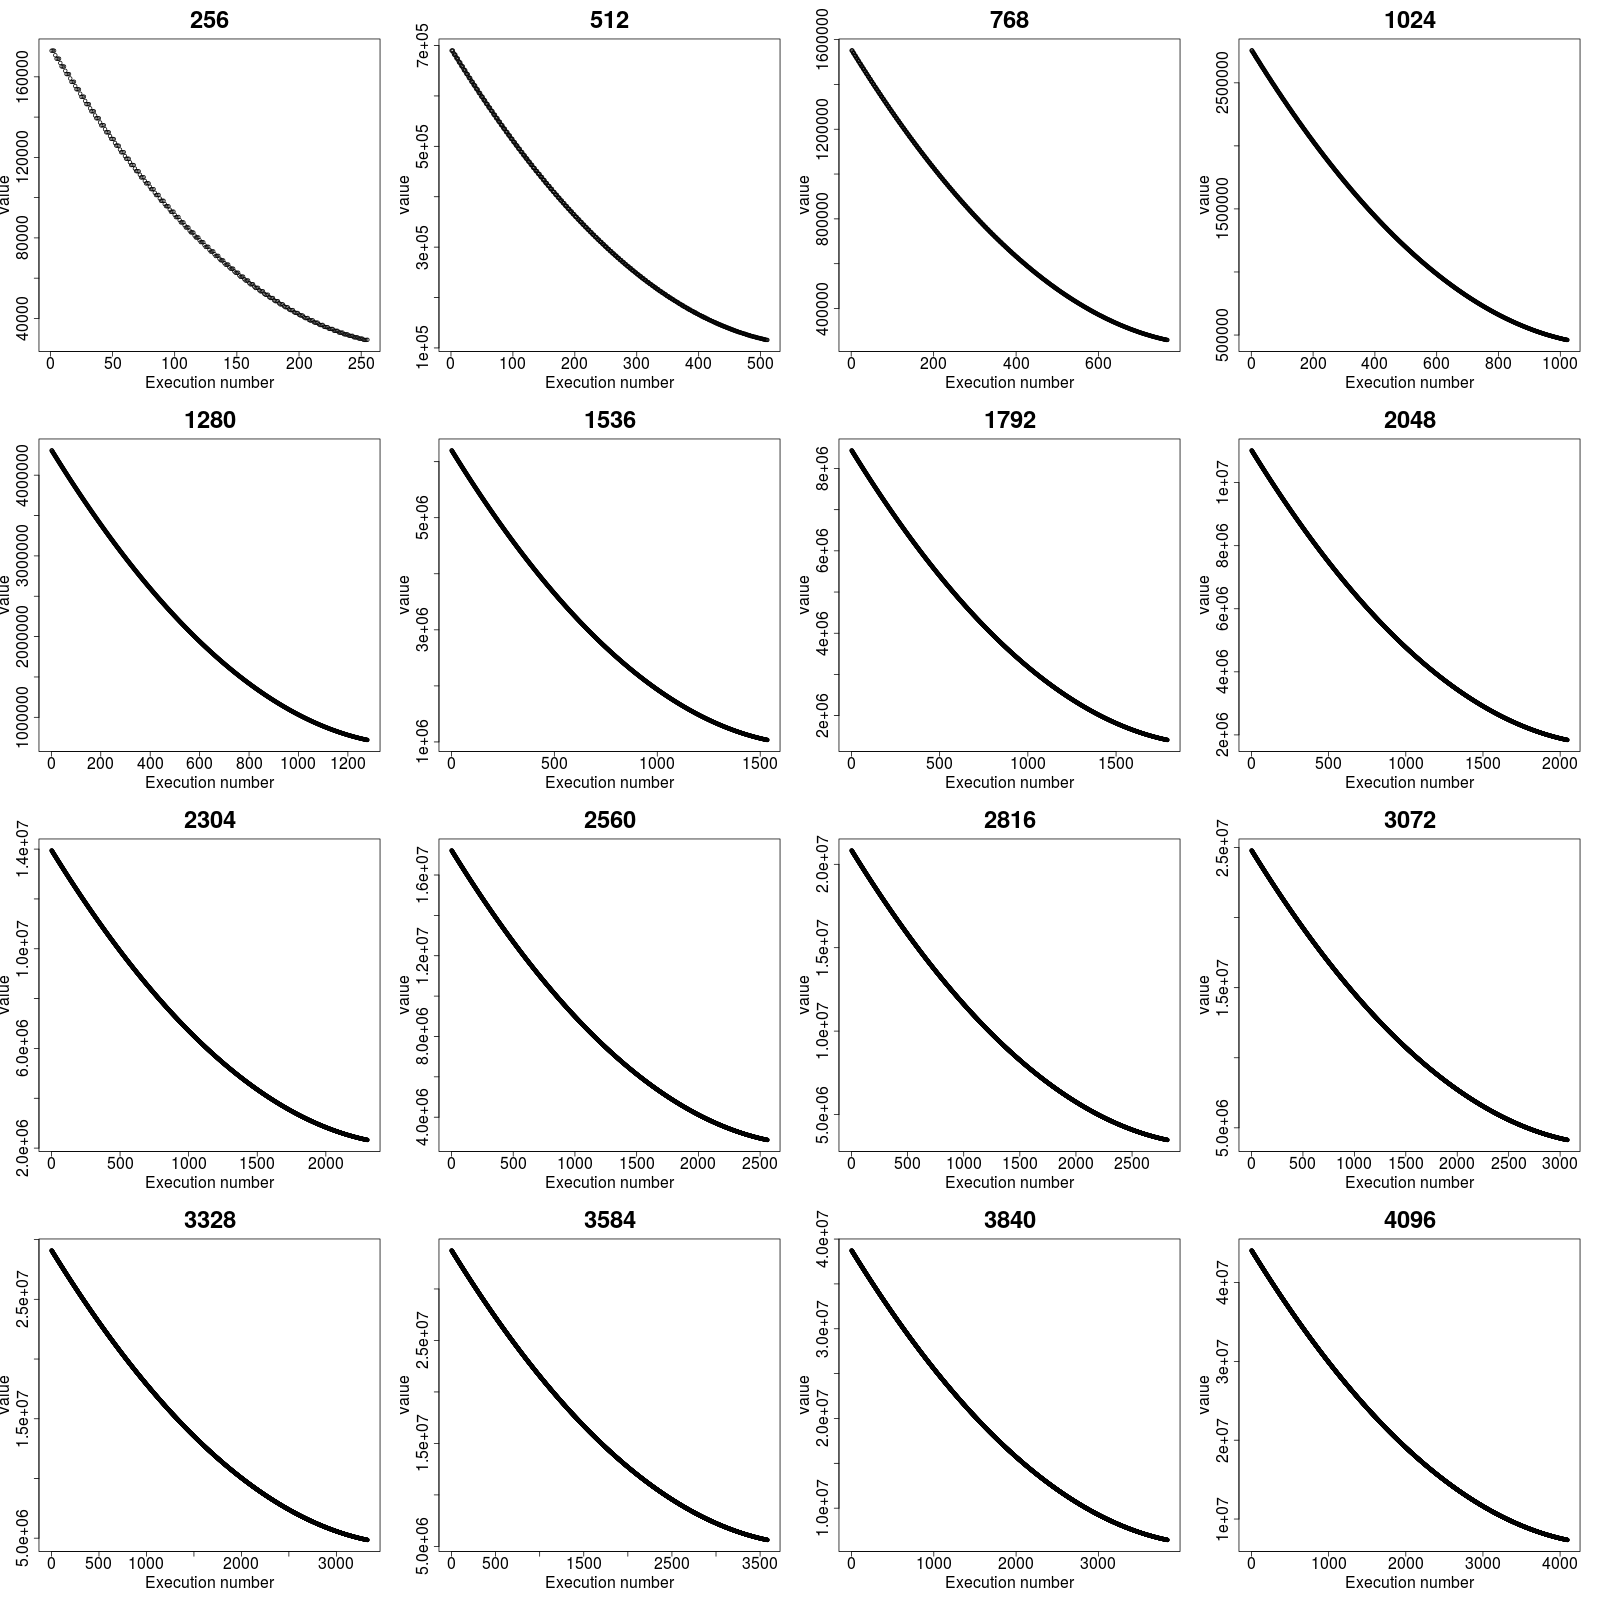 256
value
40000 80000 120000 160000
0 50 100 150 200 250
Execution number
512
value
1e+05 3e+05 5e+05 7e+05
0 100 200 300 400 500
Execution number
768
value
400000 800000 1200000 1600000
0 200 400 600
Execution number
1024
value
500000 1500000 2500000
0 200 400 600 800 1000
Execution number
1280
value
1000000 2000000 3000000 4000000
0 200 400 600 800 1000 1200
Execution number
1536
value
1e+06 3e+06 5e+06
0 500 1000 1500
Execution number
1792
value
2e+06 4e+06 6e+06 8e+06
0 500 1000 1500
Execution number
2048
value
2e+06 4e+06 6e+06 8e+06 1e+07
0 500 1000 1500 2000
Execution number
2304
value
2.0e+06 6.0e+06 1.0e+07 1.4e+07
0 500 1000 1500 2000
Execution number
2560
value
4.0e+06 8.0e+06 1.2e+07 1.6e+07
0 500 1000 1500 2000 2500
Execution number
2816
value
5.0e+06 1.0e+07 1.5e+07 2.0e+07
0 500 1000 1500 2000 2500
Execution number
3072
value
5.0e+06 1.5e+07 2.5e+07
0 500 1000 1500 2000 2500 3000
Execution number
3328
value
5.0e+06 1.5e+07 2.5e+07
0 500 1000 2000 3000
Execution number
3584
value
5.0e+06 1.5e+07 2.5e+07
0 500 1500 2500 3500
Execution number
3840
value
1.0e+07 2.0e+07 3.0e+07 4.0e+07
0 1000 2000 3000
Execution number
4096
value
1e+07 2e+07 3e+07 4e+07
0 1000 2000 3000 4000
Execution number